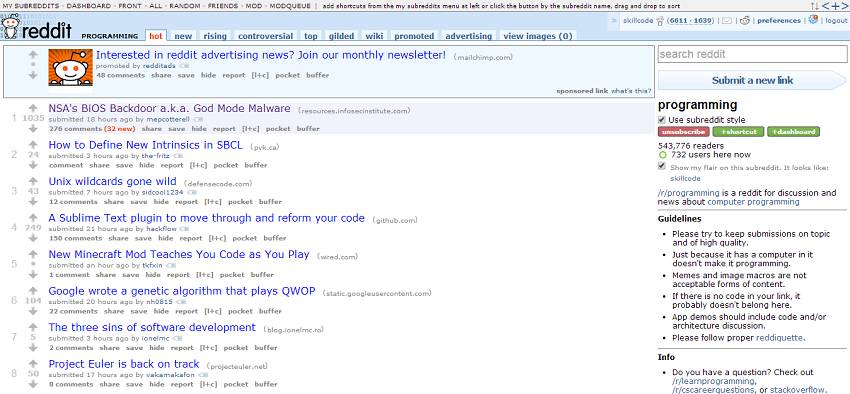 MY SUBREDDITS - DASHBOARD - FRONT - ALL - RANDOM - FRIENDS - MOD - MODQUEUE - | add shortcuts from the my subreddits menu at left or click the button by the subreddit name, drag and drop to sort
reddit PROGRAMMING hot new rising controversial top gilded wiki promoted advertising view images (0)
skillcode (6611 · 1639) | | | preferences | | logout
Interested in reddit advertising news? Join our monthly newsletter! (mailchimp.com)
promoted by redditads
48 comments share save hide report [l+c] pocket buffer
sponsored link what's this?
1 1035 NSA's BiOS Backdoor a.k.a. God Mode Malware (resources.infosecinstitute.com)
submitted 18 hours ago by mepcotterell
276 comments (32 new) share save hide report [l+c] pocket buffer
2 24 How to Define New Intrinsics in SBCL (pvk.ca)
submitted 3 hours ago by the-fritz
comment share save hide report [l+c] pocket buffer
3 43 Unix wildcards gone wild (defensecode.com)
submitted 7 hours ago by sidcool1234
12 comments share save hide report [l+c] pocket buffer
4 249 A Sublime Text plugin to move through and reform your code (github.com)
submitted 21 hours ago by hackflow
150 comments share save hide report [l+c] pocket buffer
5 • New Minecraft Mod Teaches You Code as You Play (wired.com)
submitted an hour ago by tkfxin
1 comment share save hide report [l+c] pocket buffer
6 104 Google wrote a genetic algorithm that plays QWOP (static.googleusercontent.com)
submitted 20 hours ago by nh0815
22 comments share save hide report [l+c] pocket buffer
7 5 The three sins of software development (blog.ionelmc.ro)
submitted 3 hours ago by ionelmc
2 comments share save hide report [l+c] pocket buffer
8 50 Project Euler is back on track (projecteuler.net)
submitted 17 hours ago by vakamakafon
8 comments share save hide report [l+c] pocket buffer
search reddit
Submit a new link
programming
Use subreddit style
unsubscribe +shortcut +dashboard
543,776 readers
732 users here now
Show my flair on this subreddit. It looks like:
skillcode
/r/programming is a reddit for discussion and
news about computer programming
Guidelines
• Please try to keep submissions on topic
and of high quality.
• Just because it has a computer in it
doesn't make it programming.
• Memes and image macros are not
acceptable forms of content.
• If there is no code in your link, it
probably doesn't belong here.
• App demos should include code and/or
architecture discussion.
• Please follow proper reddiquette.
Info
• Do you have a question? Check out
/r/learnprogramming,
/r/cscareerquestions, or stackoverflow.